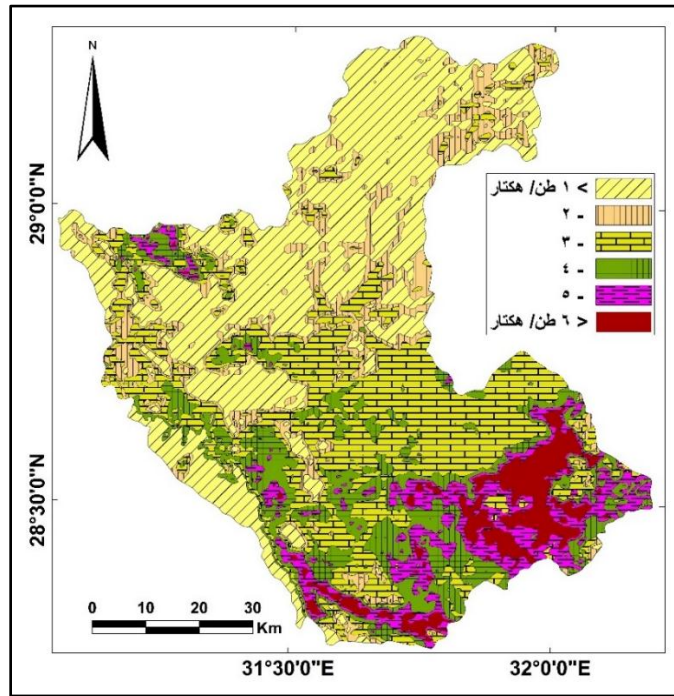 N
29°0'0"N
28°30'0"N
> ١ طن/ هكتار
٢ -
٣ -
٤ -
٥ -
< ٦ طن/ هكتار
0 10 20 30
Km
31°30'0"E
32°0'0"E